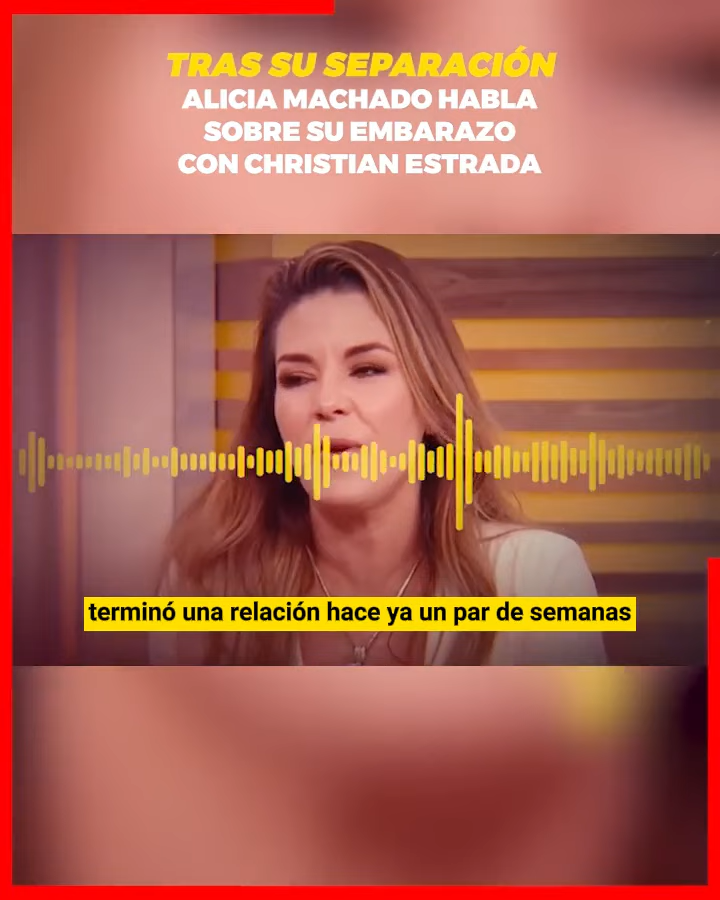 TRAS SU SEPARACIÓN
ALICIA MACHADO HABLA
SOBRE SU EMBARAZO
CON CHRISTIAN ESTRADA
terminó una relación hace ya un par de semanas